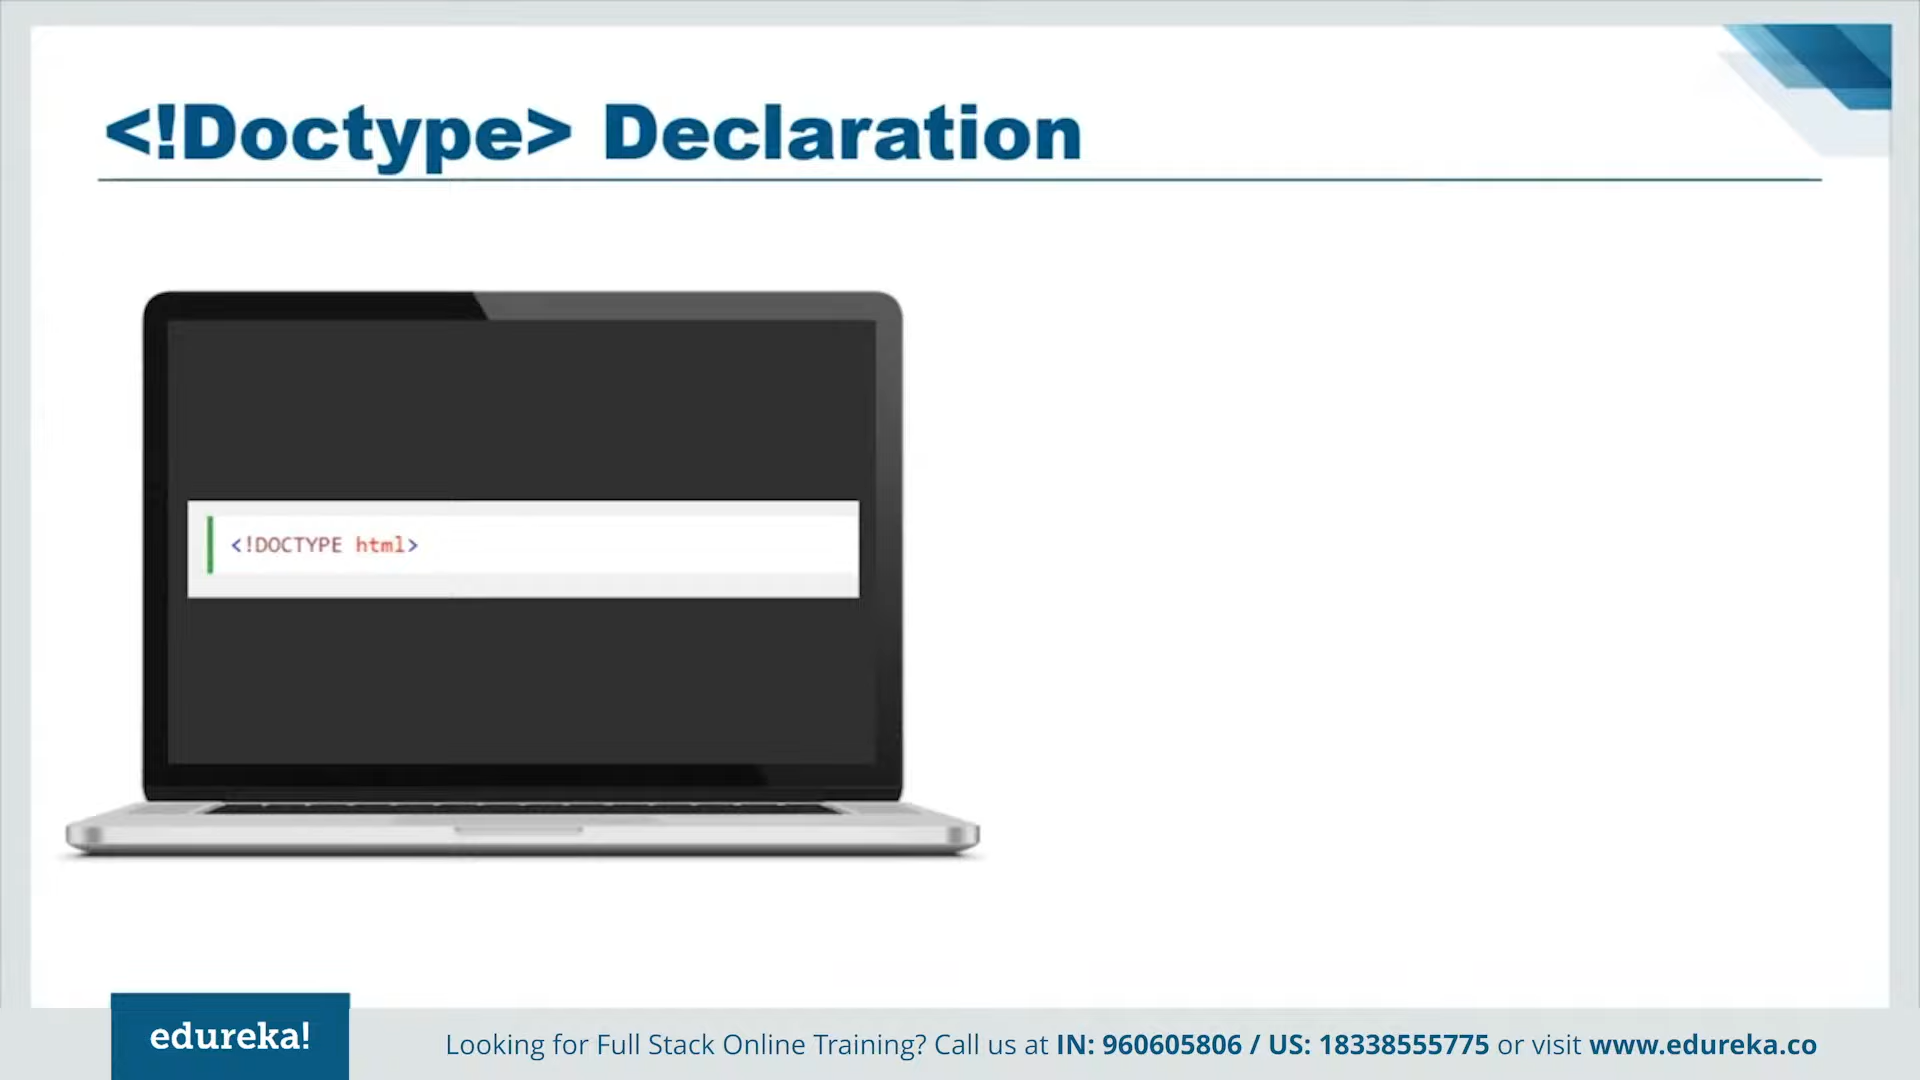 <!Doctype> Declaration
<!DOCTYPE html>
edureka!
Looking for Full Stack Online Training? Call us at IN: 960605806 / US: 18338555775 or visit www.edureka.co